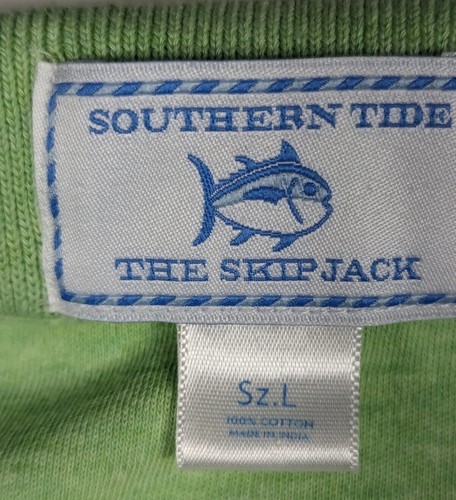 SOUTHERN TIDE
THE SKIPJACK
Sz.L
100% COTTON
MADE IN INDIA